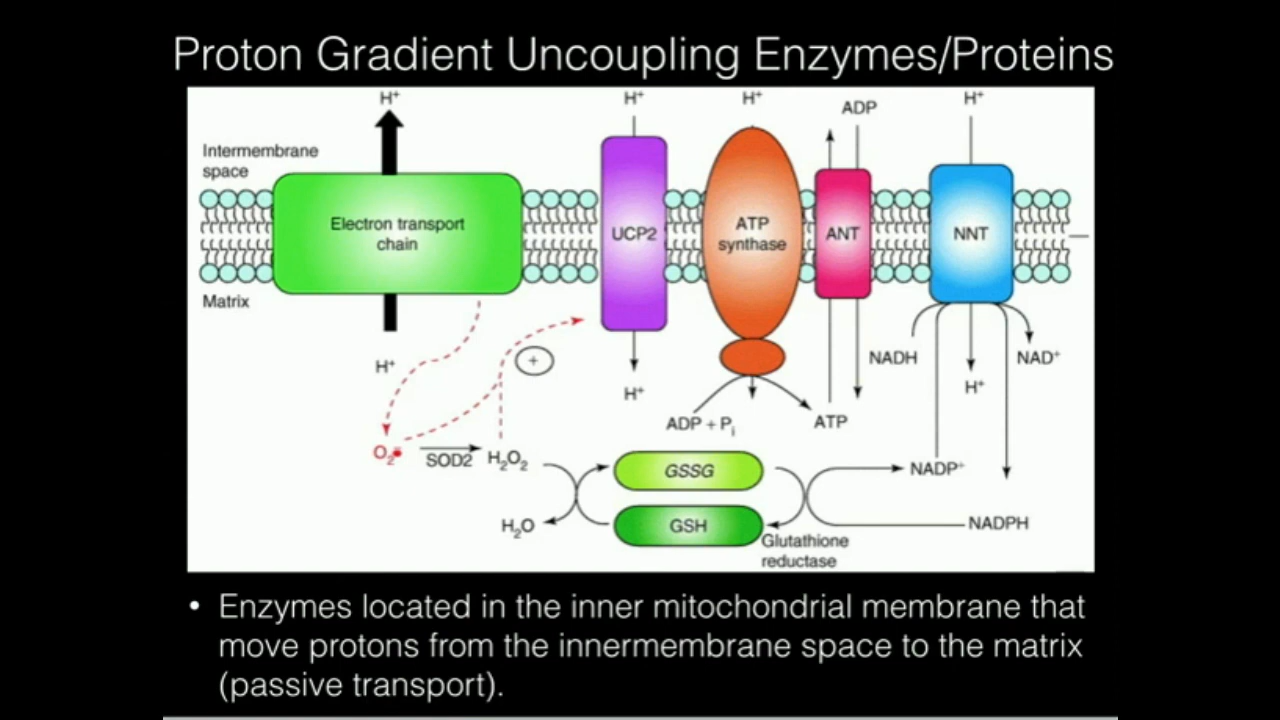 Proton Gradient Uncoupling Enzymes/Proteins
H⁺
H⁺
H⁺
ADP
H⁺
Intermembrane
space
Electron transport
chain
UCP2
ATP
synthase
ANT
NNT
Matrix
H⁺
+
H⁺
NADH
H⁺
NAD⁺
ADP + Pᵢ
ATP
O₂•
SOD2
H₂O₂
GSSG
NADP⁺
H₂O
GSH
NADPH
Glutathione
reductase
• Enzymes located in the inner mitochondrial membrane that
move protons from the innermembrane space to the matrix
(passive transport).